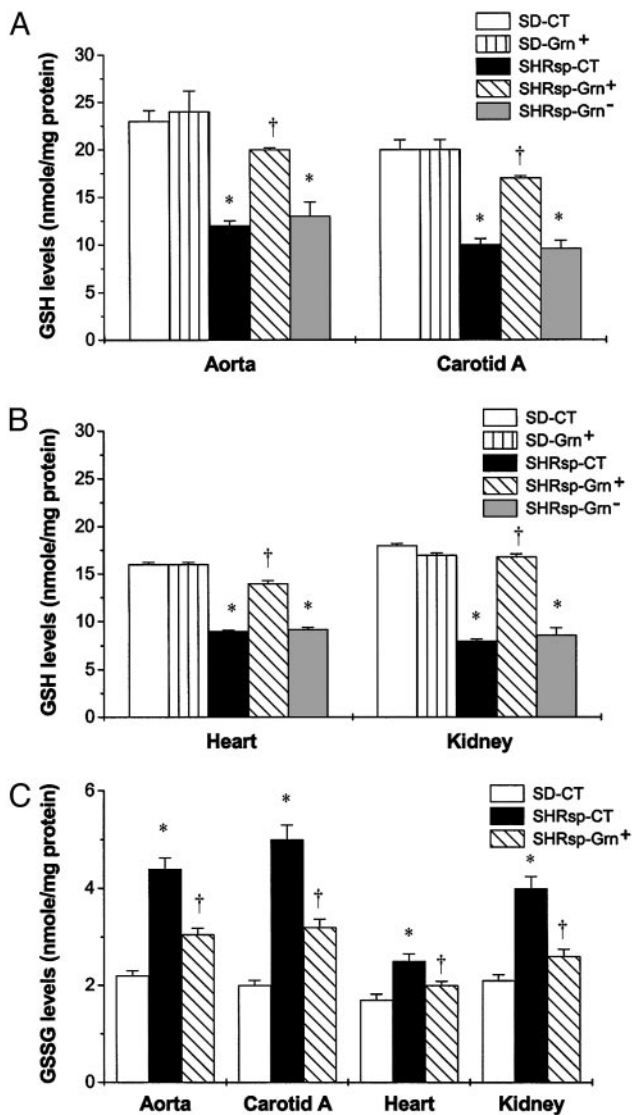 A
SD-CT
SD-Grn+
SHRsp-CT
SHRsp-Grn+
SHRsp-Grn−
GSH levels (nmole/mg protein)
30
25
20
15
10
5
0
†
*
*
†
*
*
Aorta
Carotid A
B
SD-CT
SD-Grn+
SHRsp-CT
SHRsp-Grn+
SHRsp-Grn−
GSH levels (nmole/mg protein)
30
25
20
15
10
5
0
†
*
*
†
*
*
Heart
Kidney
C
SD-CT
SHRsp-CT
SHRsp-Grn+
GSSG levels (nmole/mg protein)
6
4
2
0
*
†
*
†
*
†
*
†
Aorta
Carotid A
Heart
Kidney